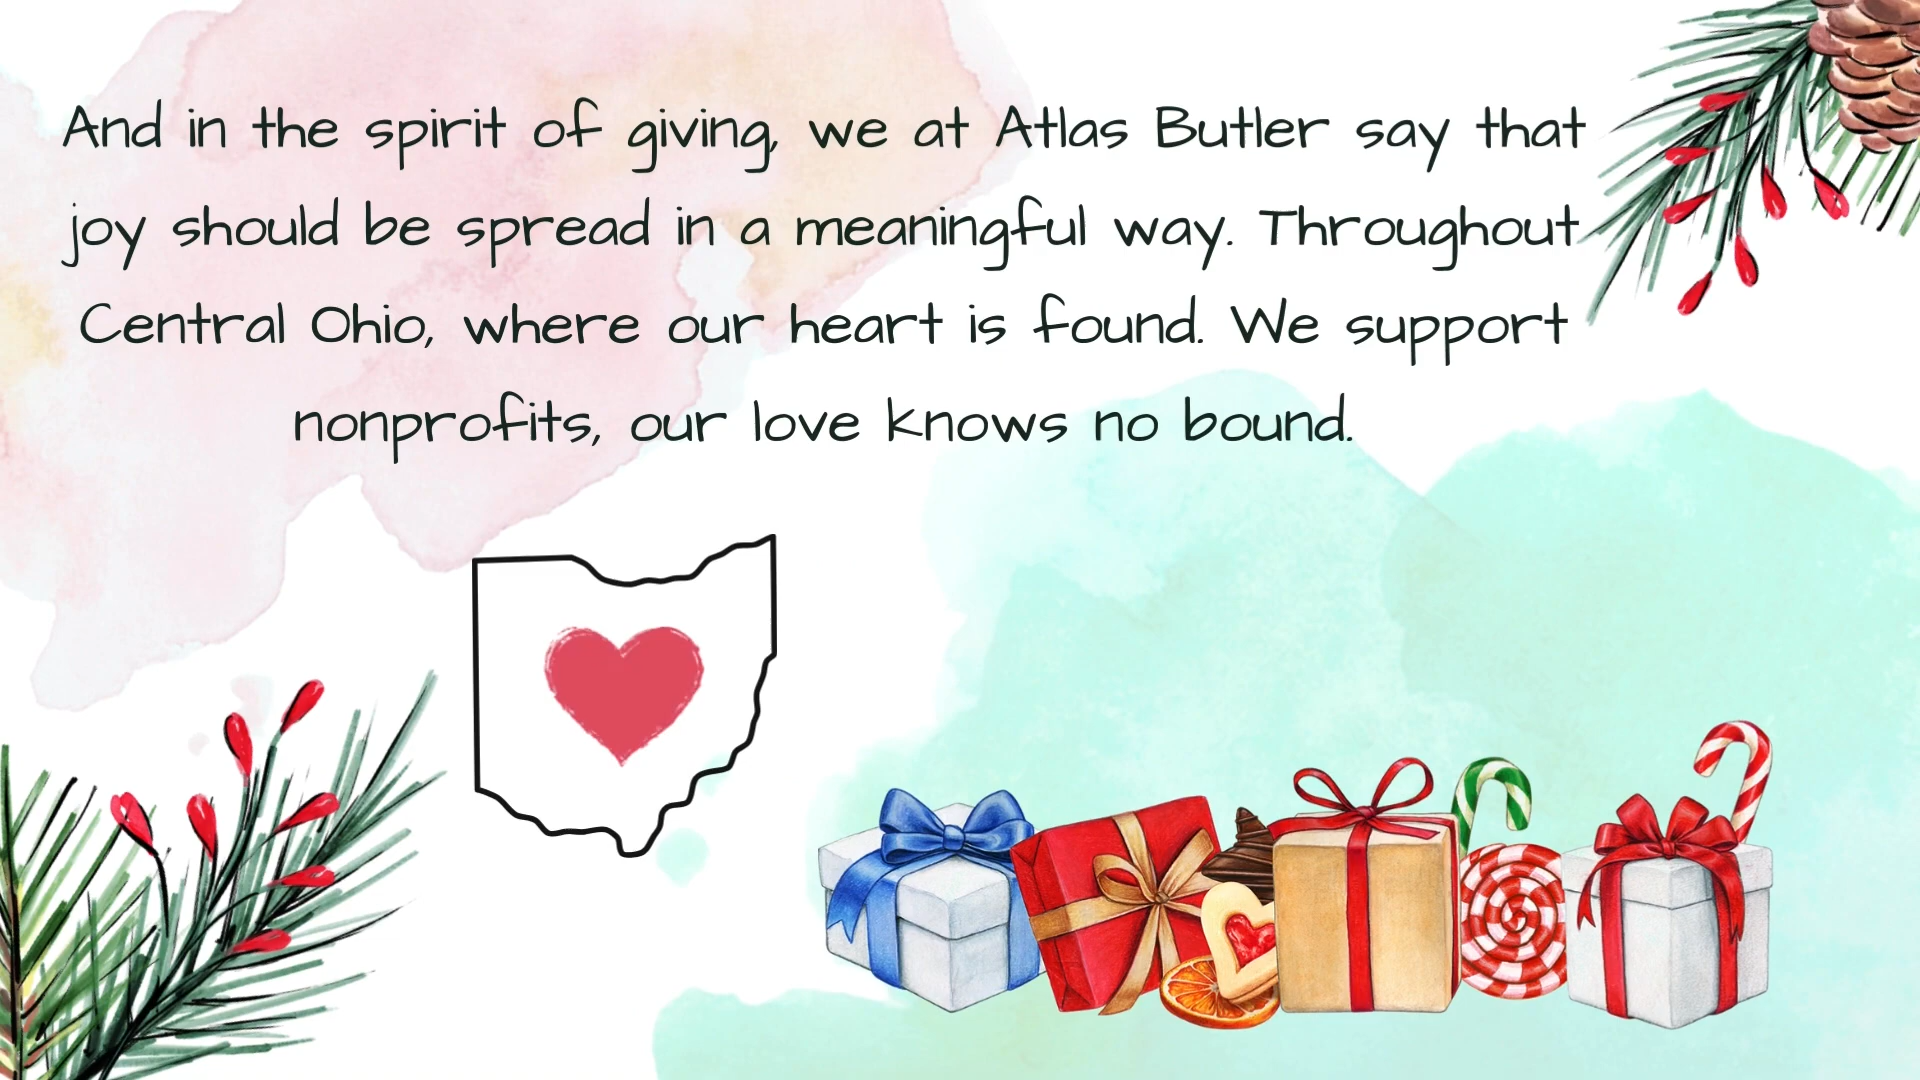 And in the spirit of giving, we at Atlas Butler say that
joy should be spread in a meaningful way. Throughout
Central Ohio, where our heart is found. We support
nonprofits, our love knows no bound.